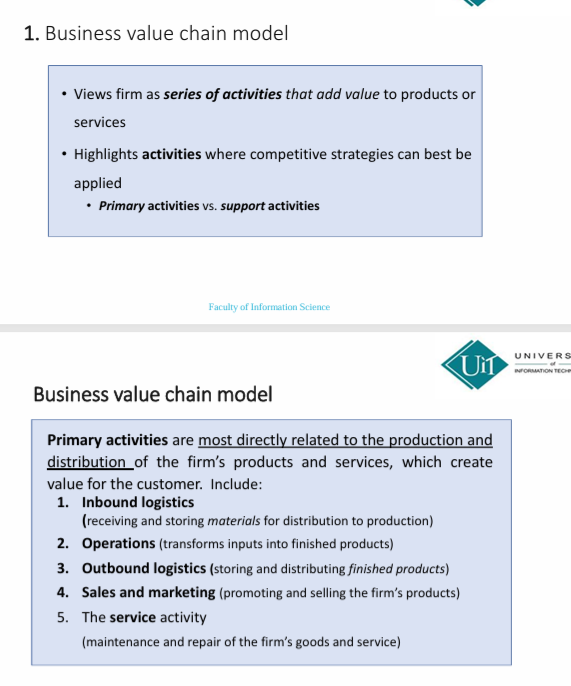 1. Business value chain model
• Views firm as series of activities that add value to products or
services
• Highlights activities where competitive strategies can best be
applied
• Primary activities vs. support activities
Faculty of Information Science
UiT
UNIVERS
of
INFORMATION TECH
Business value chain model
Primary activities are most directly related to the production and
distribution of the firm's products and services, which create
value for the customer. Include:
1. Inbound logistics
(receiving and storing materials for distribution to production)
2. Operations (transforms inputs into finished products)
3. Outbound logistics (storing and distributing finished products)
4. Sales and marketing (promoting and selling the firm's products)
5. The service activity
(maintenance and repair of the firm's goods and service)